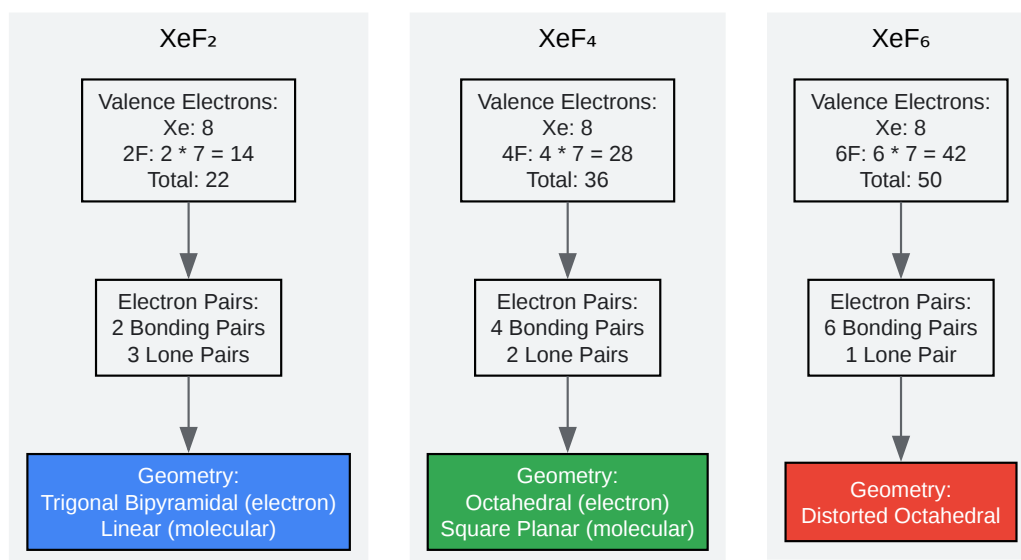 XeF₂
Valence Electrons:
Xe: 8
2F: 2 * 7 = 14
Total: 22
Electron Pairs:
2 Bonding Pairs
3 Lone Pairs
Geometry:
Trigonal Bipyramidal (electron)
Linear (molecular)
XeF₄
Valence Electrons:
Xe: 8
4F: 4 * 7 = 28
Total: 36
Electron Pairs:
4 Bonding Pairs
2 Lone Pairs
Geometry:
Octahedral (electron)
Square Planar (molecular)
XeF₆
Valence Electrons:
Xe: 8
6F: 6 * 7 = 42
Total: 50
Electron Pairs:
6 Bonding Pairs
1 Lone Pair
Geometry:
Distorted Octahedral